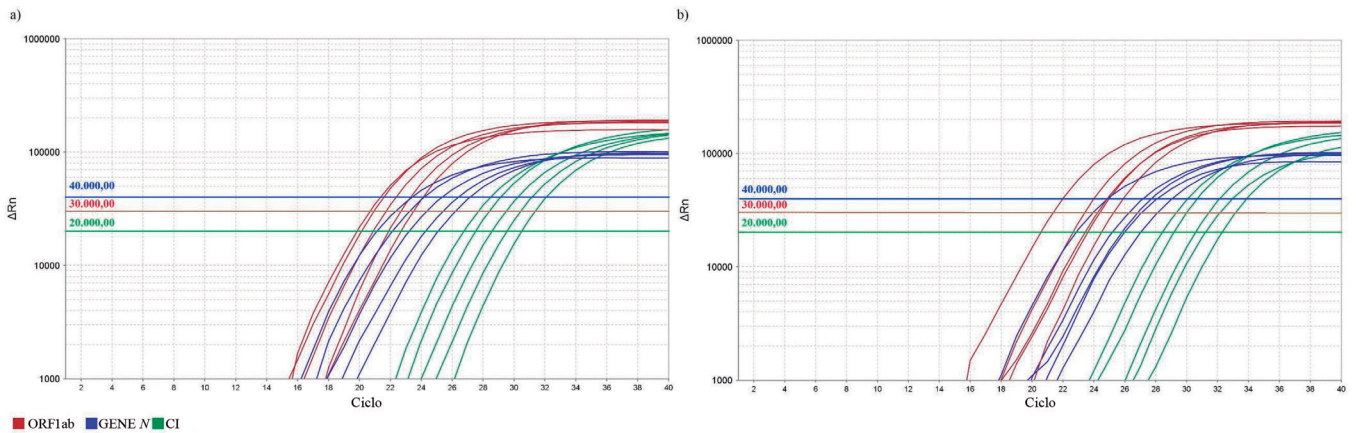 a)
1000000
100000
10000
1000
ΔRn
40.000,00
30.000,00
20.000,00
2 4 6 8 10 12 14 16 18 20 22 24 26 28 30 32 34 36 38 40
Ciclo
b)
1000000
100000
10000
1000
ΔRn
40.000,00
30.000,00
20.000,00
2 4 6 8 10 12 14 16 18 20 22 24 26 28 30 32 34 36 38 40
Ciclo
ORF1ab GENE N CI